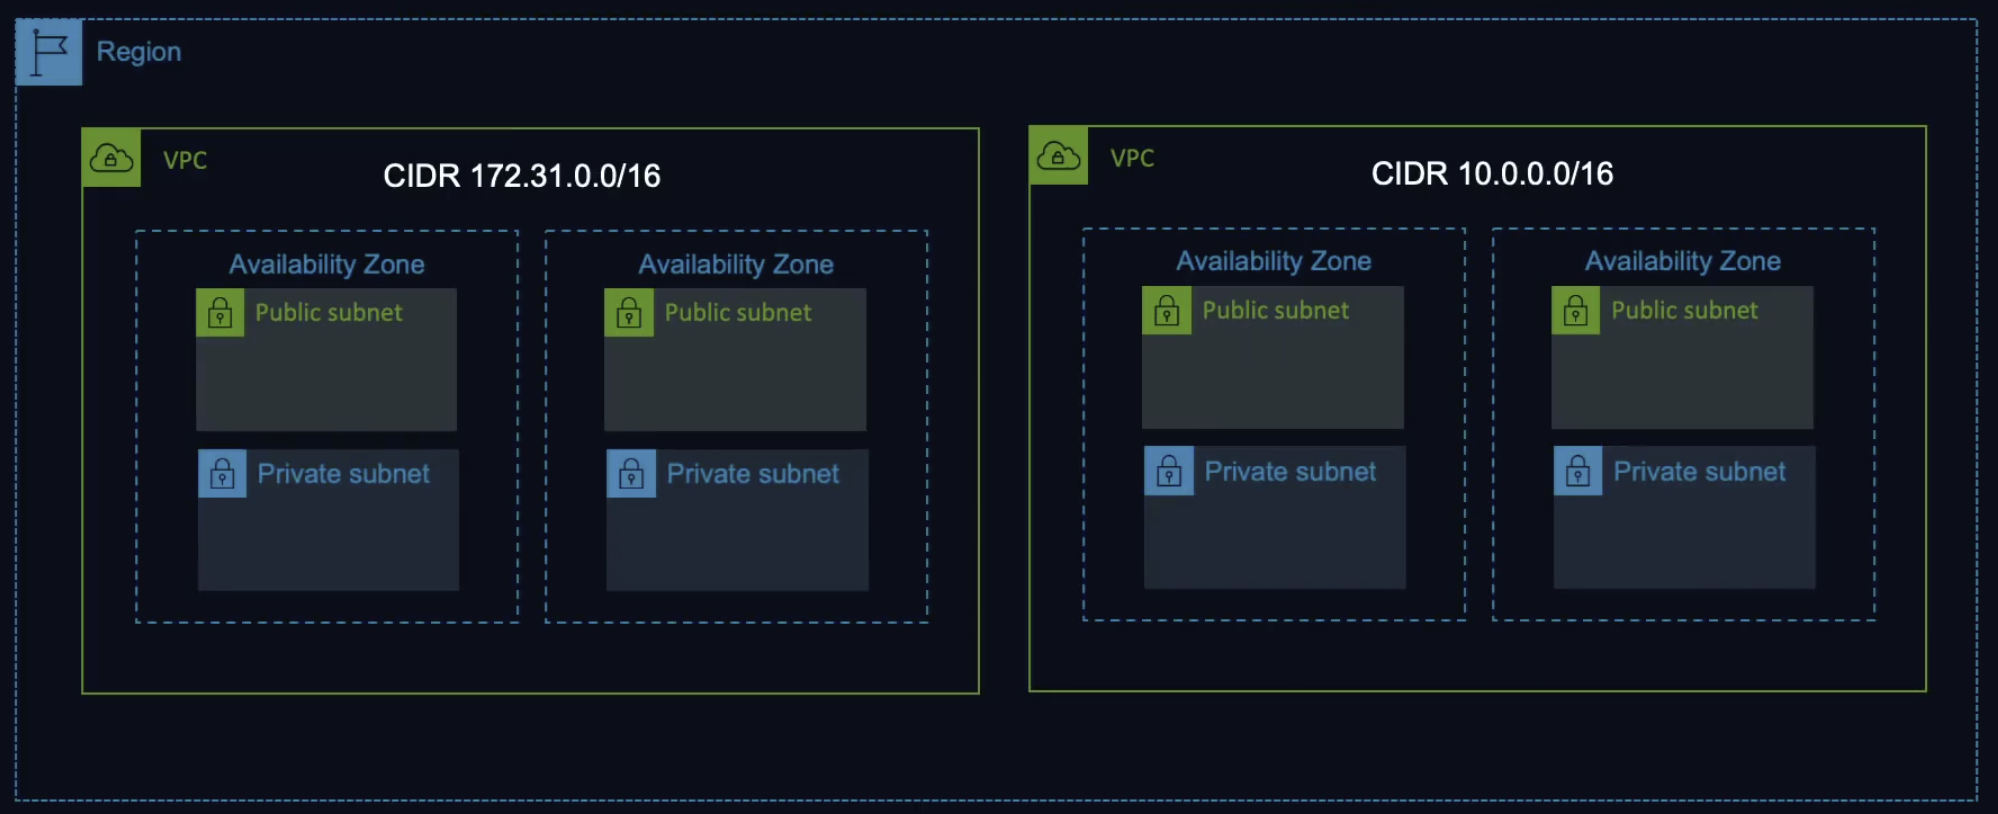 Region
VPC
CIDR 172.31.0.0/16
Availability Zone
Public subnet
Private subnet
Availability Zone
Public subnet
Private subnet
VPC
CIDR 10.0.0.0/16
Availability Zone
Public subnet
Private subnet
Availability Zone
Public subnet
Private subnet